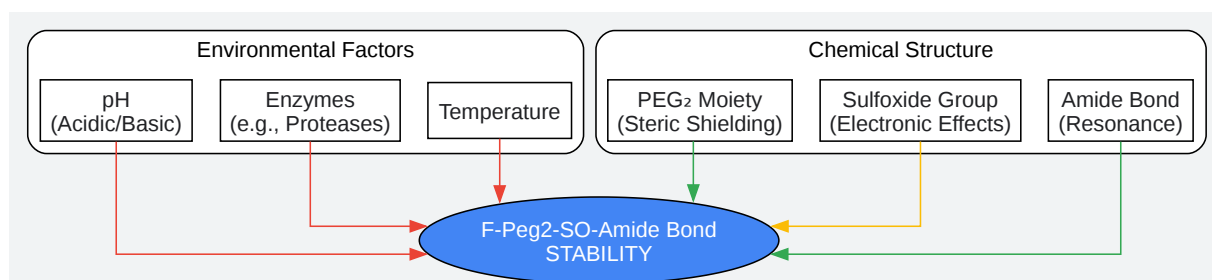 Environmental Factors
Chemical Structure
pH
(Acidic/Basic)
Enzymes
(e.g., Proteases)
Temperature
PEG₂ Moiety
(Steric Shielding)
Sulfoxide Group
(Electronic Effects)
Amide Bond
(Resonance)
F-Peg2-SO-Amide Bond
STABILITY